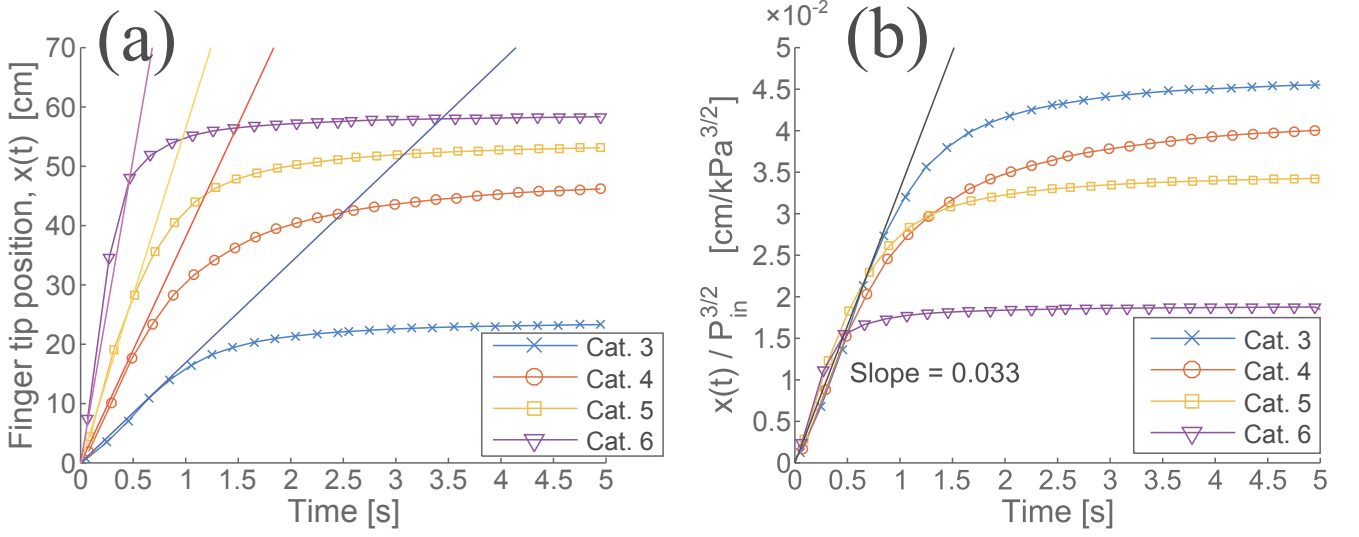 (a)
Finger tip position, x(t) [cm]
70
60
50
40
30
20
10
0
0 0.5 1 1.5 2 2.5 3 3.5 4 4.5 5
Time [s]
Cat. 3
Cat. 4
Cat. 5
Cat. 6
(b)
×10⁻²
x(t) / P_in^3/2 [cm/kPa^3/2]
5
4.5
4
3.5
3
2.5
2
1.5
1
0.5
0
0 0.5 1 1.5 2 2.5 3 3.5 4 4.5 5
Time [s]
Slope = 0.033
Cat. 3
Cat. 4
Cat. 5
Cat. 6